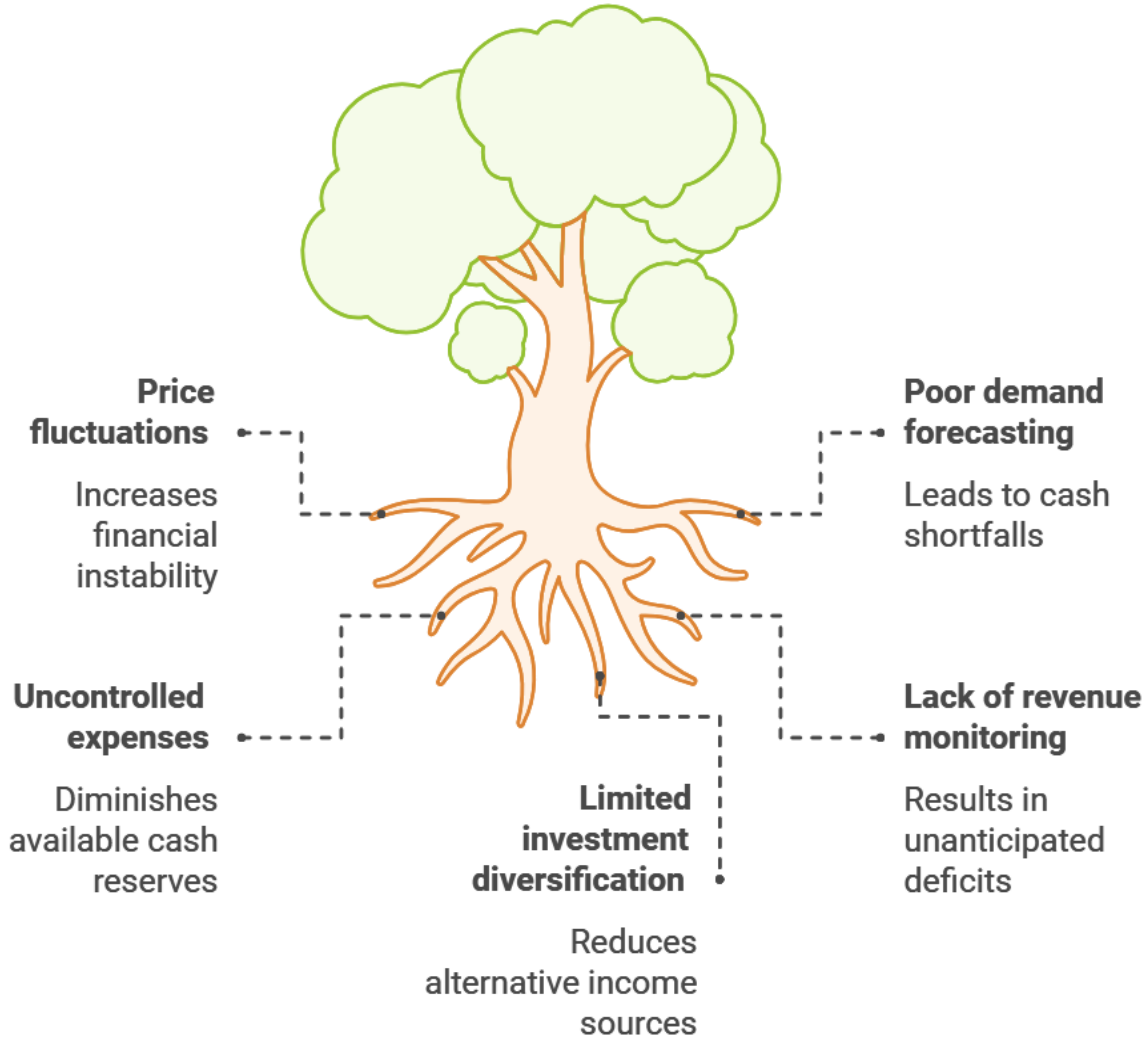 Price
fluctuations
Increases
financial
instability
Poor demand
forecasting
Leads to cash
shortfalls
Uncontrolled
expenses
Diminishes
available cash
reserves
Limited
investment
diversification
Reduces
alternative income
sources
Lack of revenue
monitoring
Results in
unanticipated
deficits